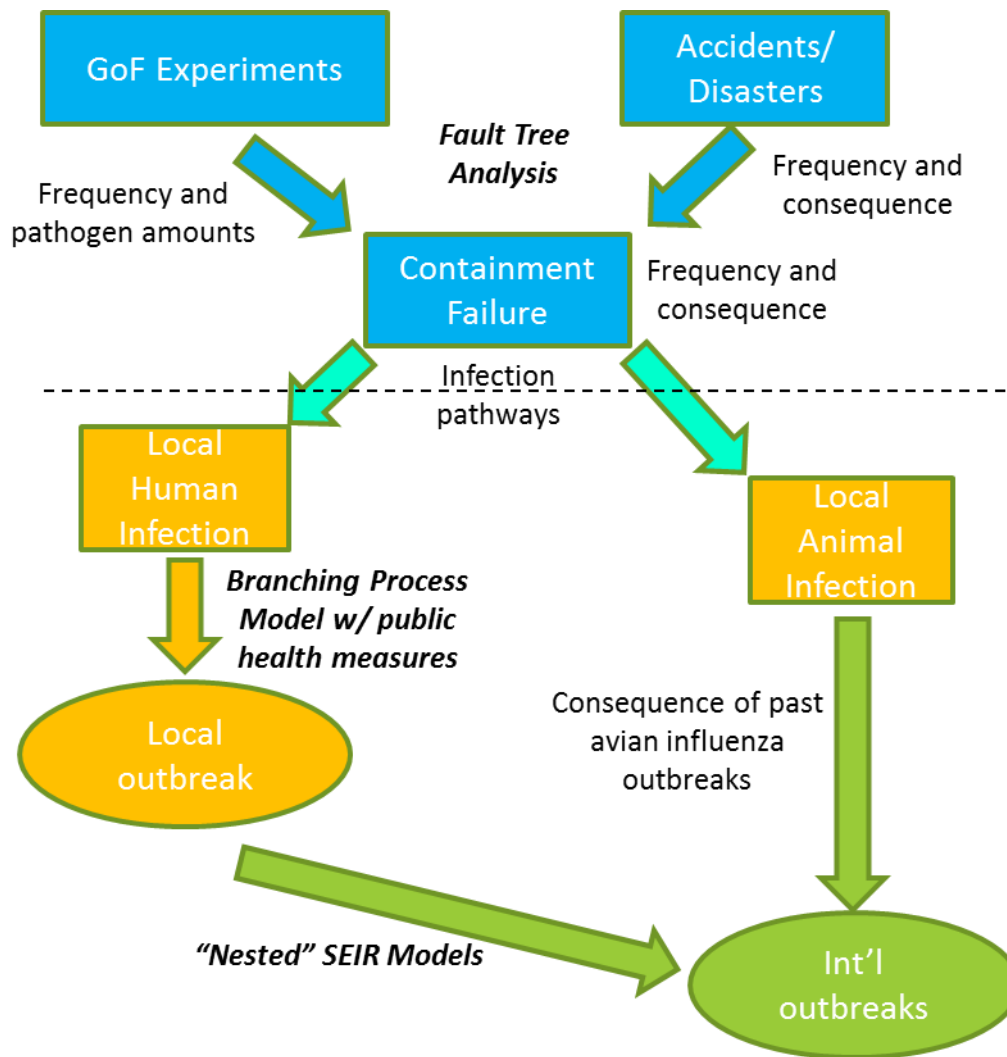 GoF Experiments
Accidents/
Disasters
Fault Tree
Analysis
Frequency and
pathogen amounts
Frequency and
consequence
Containment
Failure
Frequency and
consequence
Infection
pathways
Local
Human
Infection
Local
Animal
Infection
Branching Process
Model w/ public
health measures
Local
outbreak
Consequence of past
avian influenza
outbreaks
“Nested” SEIR Models
Int’l
outbreaks